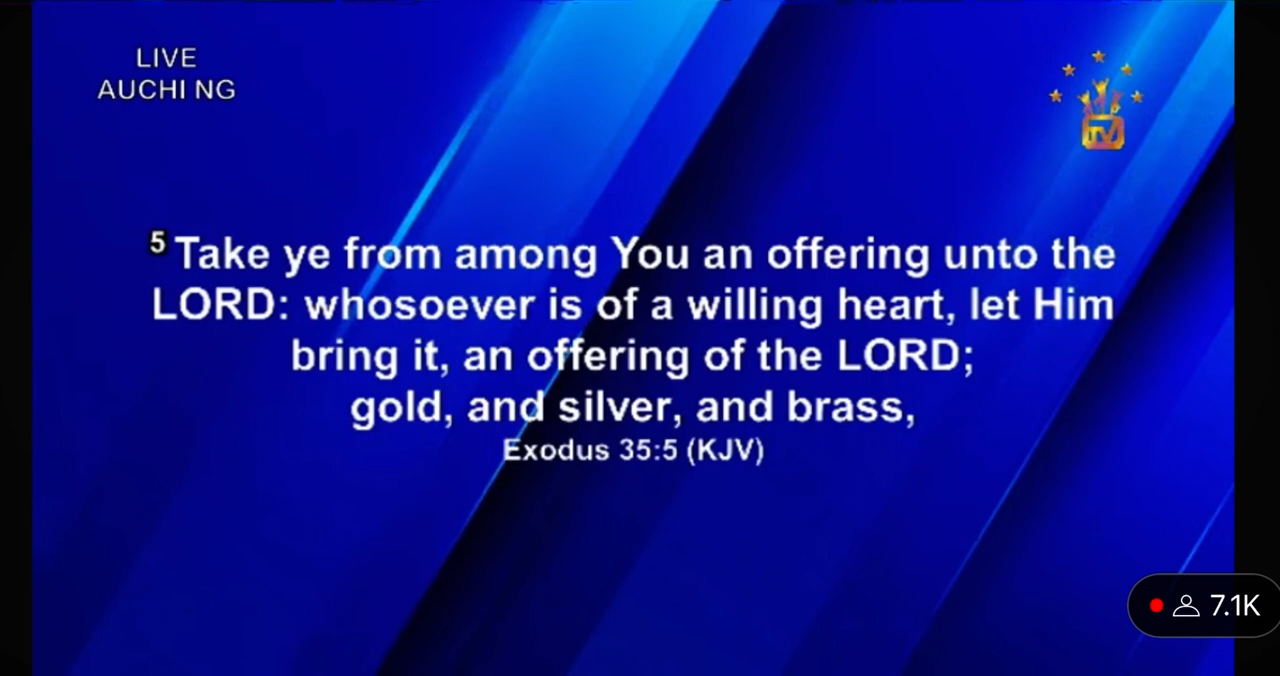 LIVE
AUCHI NG
TV
5 Take ye from among You an offering unto the
LORD: whosoever is of a willing heart, let Him
bring it, an offering of the LORD;
gold, and silver, and brass,
Exodus 35:5 (KJV)
7.1K